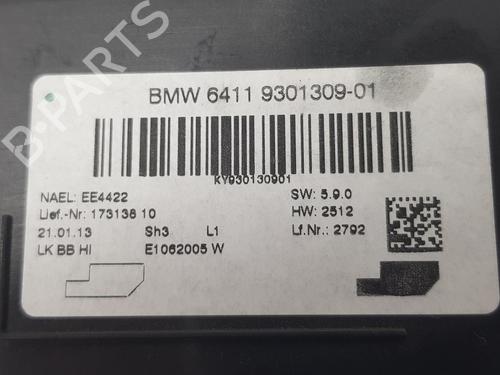 BMW 6411 9301309-01
KY930130901
NAEL: EE4422
SW: 5.9.0
Lief.-Nr: 173136 10
HW: 2512
21.01.13 Sh3 L1
Lf.Nr.: 2792
LK BB HI E1062005 W
B-PARTS